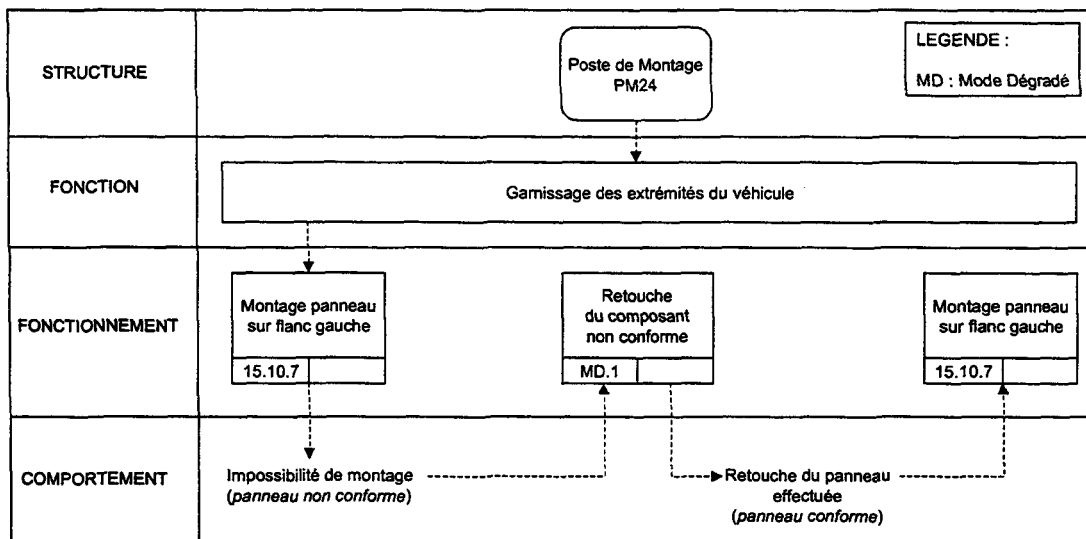 STRUCTURE
Poste de Montage
PM24
LEGENDE :
MD : Mode Dégradé
FONCTION
Garnissage des extrémités du véhicule
FONCTIONNEMENT
Montage panneau
sur flanc gauche
15.10.7
Retouche
du composant
non conforme
MD.1
Montage panneau
sur flanc gauche
15.10.7
COMPORTEMENT
Impossibilité de montage
(panneau non conforme)
Retouche du panneau
effectuée
(panneau conforme)